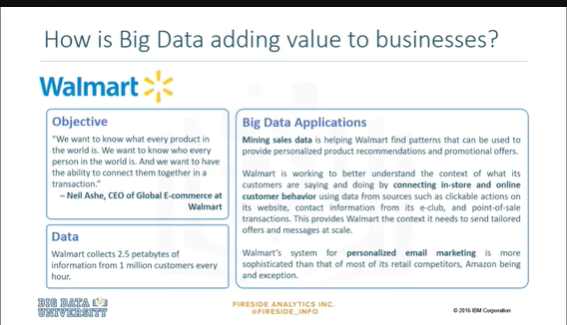 How is Big Data adding value to businesses?
Walmart
Objective
"We want to know what every product in
the world is. We want to know who every
person in the world is. And we want to have
the ability to connect them together in a
transaction."
– Neil Ashe, CEO of Global E-commerce at
Walmart
Data
Walmart collects 2.5 petabytes of
information from 1 million customers every
hour.
Big Data Applications
Mining sales data is helping Walmart find patterns that can be used to
provide personalized product recommendations and promotional offers.
Walmart is working to better understand the context of what its
customers are saying and doing by connecting in-store and online
customer behavior using data from sources such as clickable actions on
its website, contact information from its e-club, and point-of-sale
transactions. This provides Walmart the context it needs to send tailored
offers and messages at scale.
Walmart's system for personalized email marketing is more
sophisticated than that of most of its retail competitors, Amazon being
and exception.
BIG DATA
UNIVERSITY
FIRESIDE ANALYTICS INC.
@FIRESIDE_INFO
© 2016 IBM Corporation